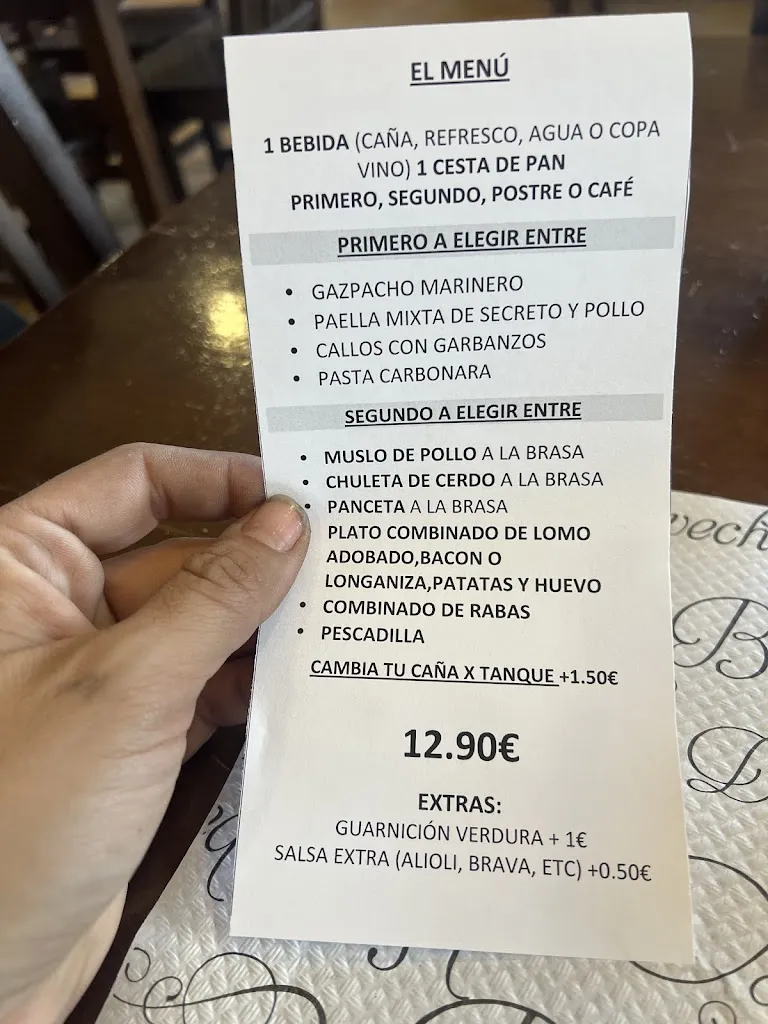 EL MENÚ
1 BEBIDA (CAÑA, REFRESCO, AGUA O COPA
VINO) 1 CESTA DE PAN
PRIMERO, SEGUNDO, POSTRE O CAFÉ
PRIMERO A ELEGIR ENTRE
• GAZPACHO MARINERO
• PAELLA MIXTA DE SECRETO Y POLLO
• CALLOS CON GARBANZOS
• PASTA CARBONARA
SEGUNDO A ELEGIR ENTRE
• MUSLO DE POLLO A LA BRASA
• CHULETA DE CERDO A LA BRASA
• PANCETA A LA BRASA
PLATO COMBINADO DE LOMO
ADOBADO,BACON O
LONGANIZA,PATATAS Y HUEVO
• COMBINADO DE RABAS
• PESCADILLA
CAMBIA TU CAÑA X TANQUE +1.50€
12.90€
EXTRAS:
GUARNICIÓN VERDURA + 1€
SALSA EXTRA (ALIOLI, BRAVA, ETC) +0.50€